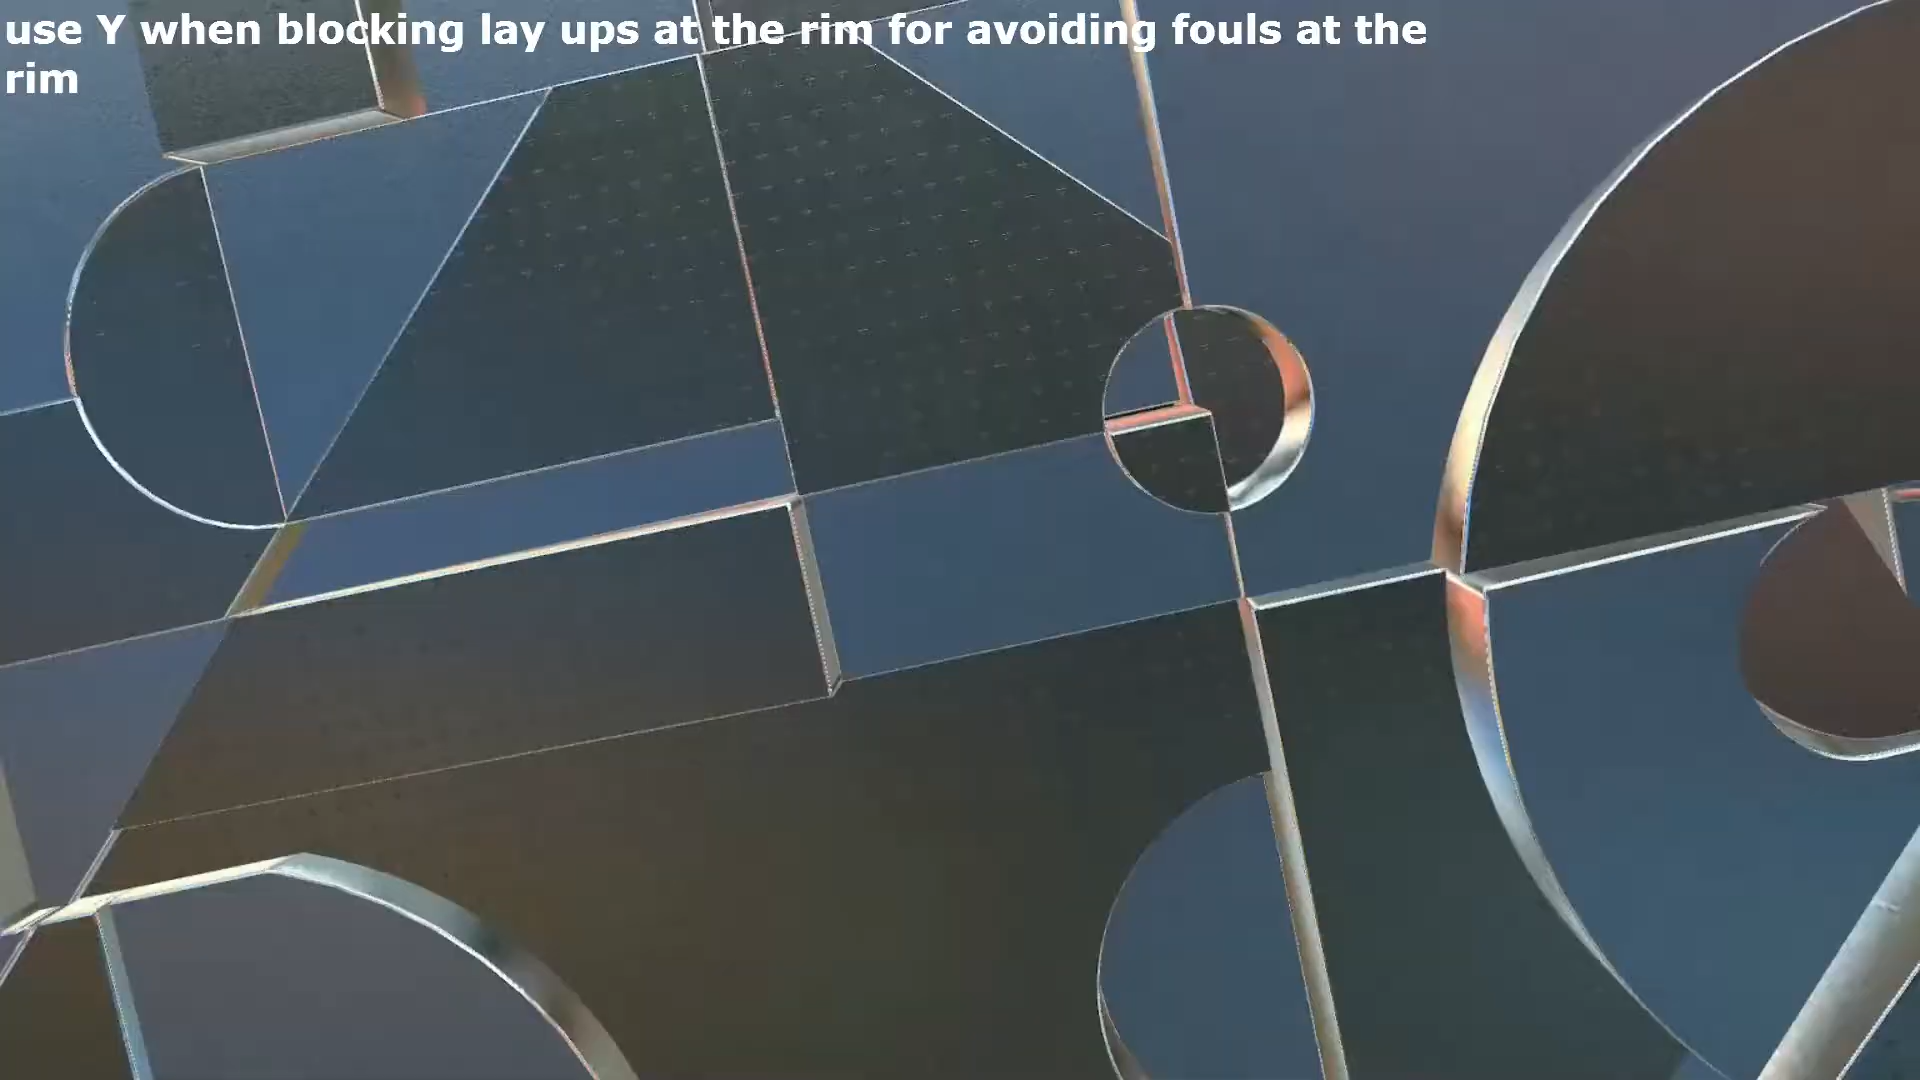 use Y when blocking lay ups at the rim for avoiding fouls at the
rim